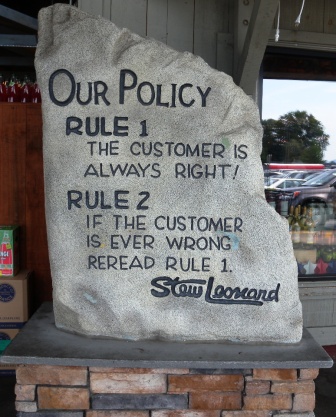 OUR POLICY
RULE 1
THE CUSTOMER IS
ALWAYS RIGHT!
RULE 2
IF THE CUSTOMER
IS EVER WRONG
REREAD RULE 1.
Stew Leonard